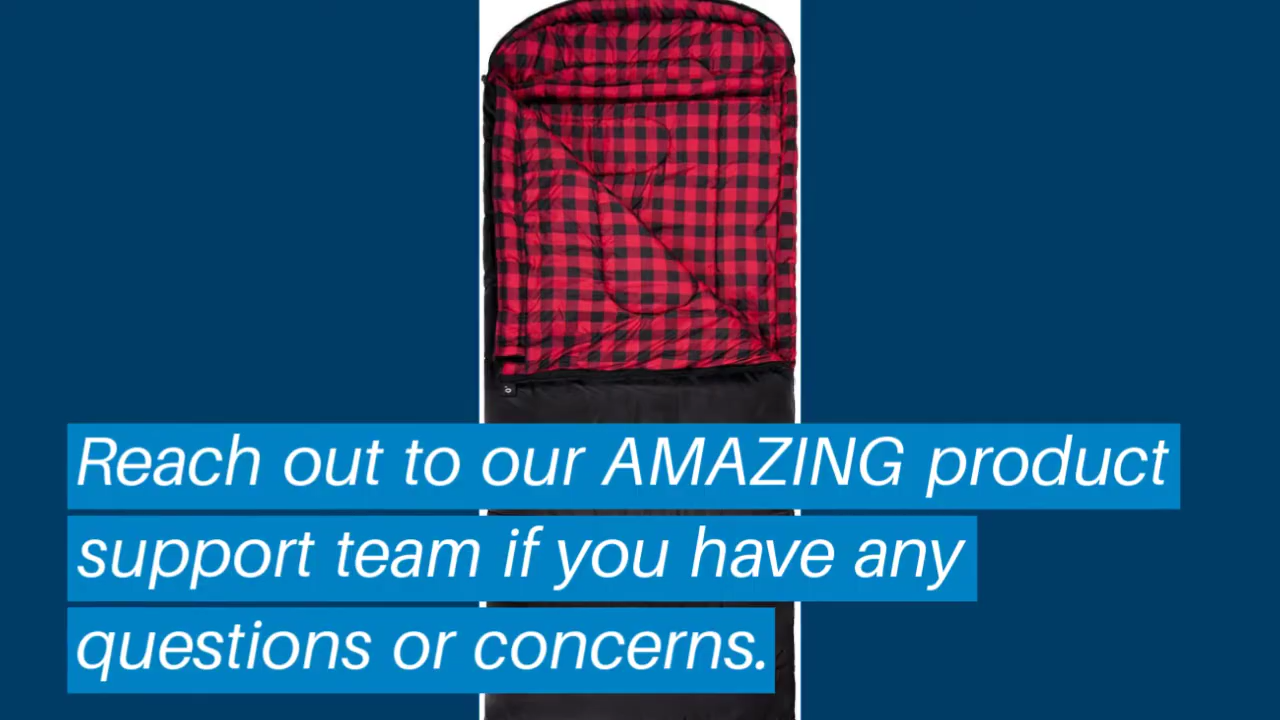 Reach out to our AMAZING product
support team if you have any
questions or concerns.